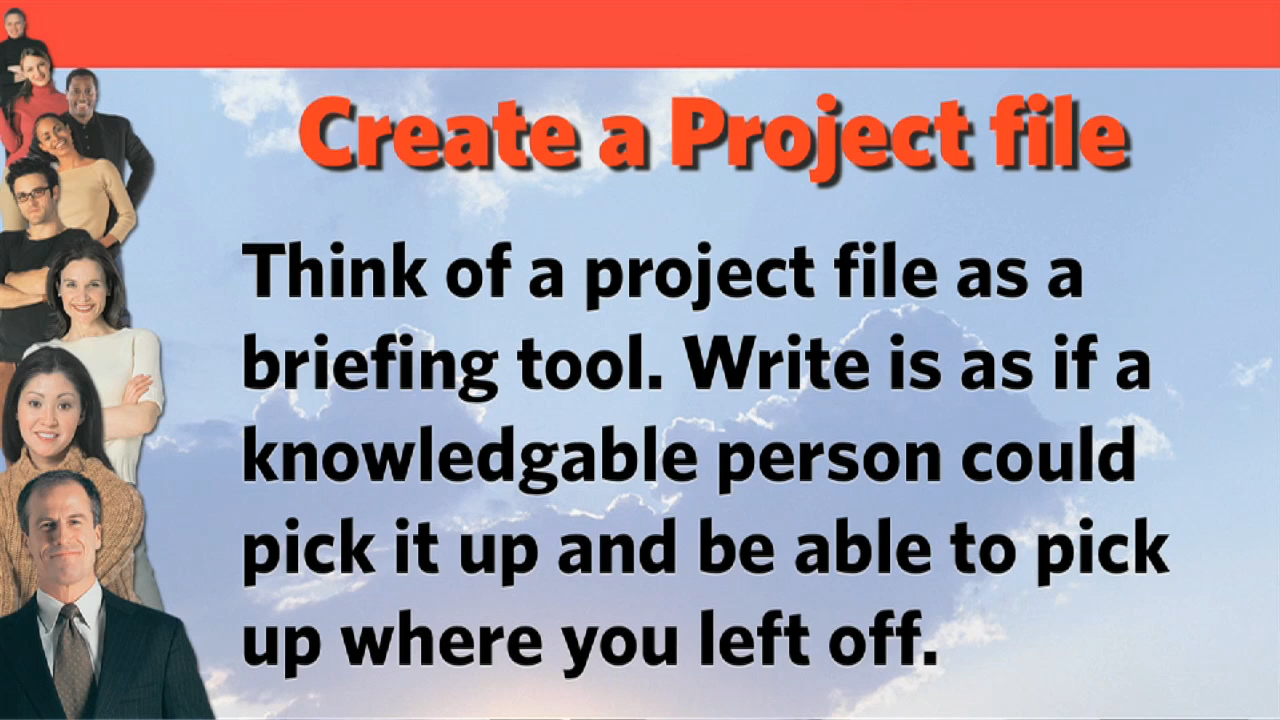 Create a Project file
Think of a project file as a
briefing tool. Write is as if a
knowledgable person could
pick it up and be able to pick
up where you left off.